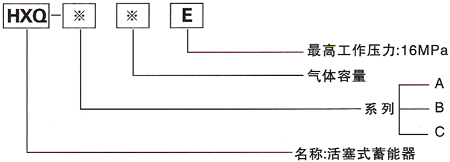 HXQ-※ ※ E
最高工作压力:16MPa
气体容量
A
系列 B
C
名称:活塞式蓄能器